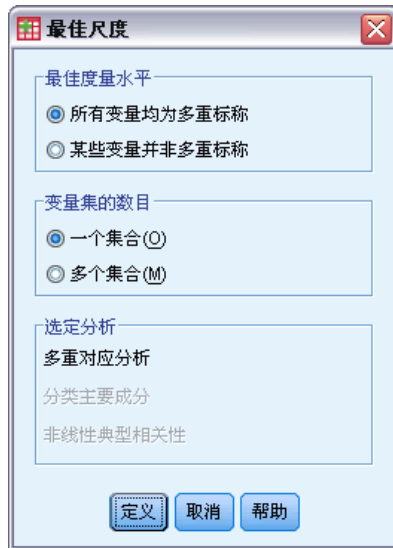 最佳尺度
最佳度量水平
所有变量均为多重标称
某些变量并非多重标称
变量集的数目
一个集合(O)
多个集合(M)
选定分析
多重对应分析
分类主要成分
非线性典型相关性
定义 取消 帮助